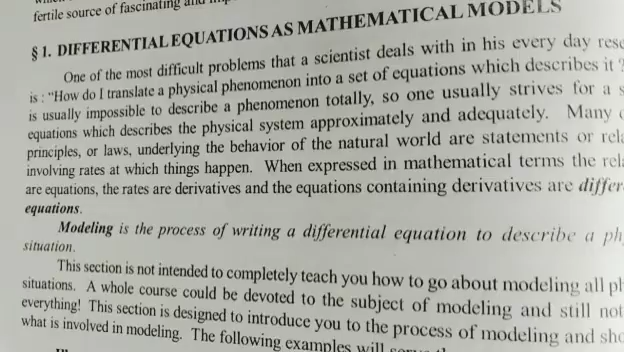 fertile source of fascinating and
§ 1. DIFFERENTIAL EQUATIONS AS MATHEMATICAL MODELS
One of the most difficult problems that a scientist deals with in his every day
is : "How do I translate a physical phenomenon into a set of equations which describes it ?
is usually impossible to describe a phenomenon totally, so one usually strives for a
equations which describes the physical system approximately and adequately. Many
principles, or laws, underlying the behavior of the natural world are statements or
involving rates at which things happen. When expressed in mathematical terms the
are equations, the rates are derivatives and the equations containing derivatives are
equations.
Modeling is the process of writing a differential equation to describe a
situation.
This section is not intended to completely teach you how to go about modeling all
situations. A whole course could be devoted to the subject of modeling and still not
everything! This section is designed to introduce you to the process of modeling and
what is involved in modeling. The following examples will